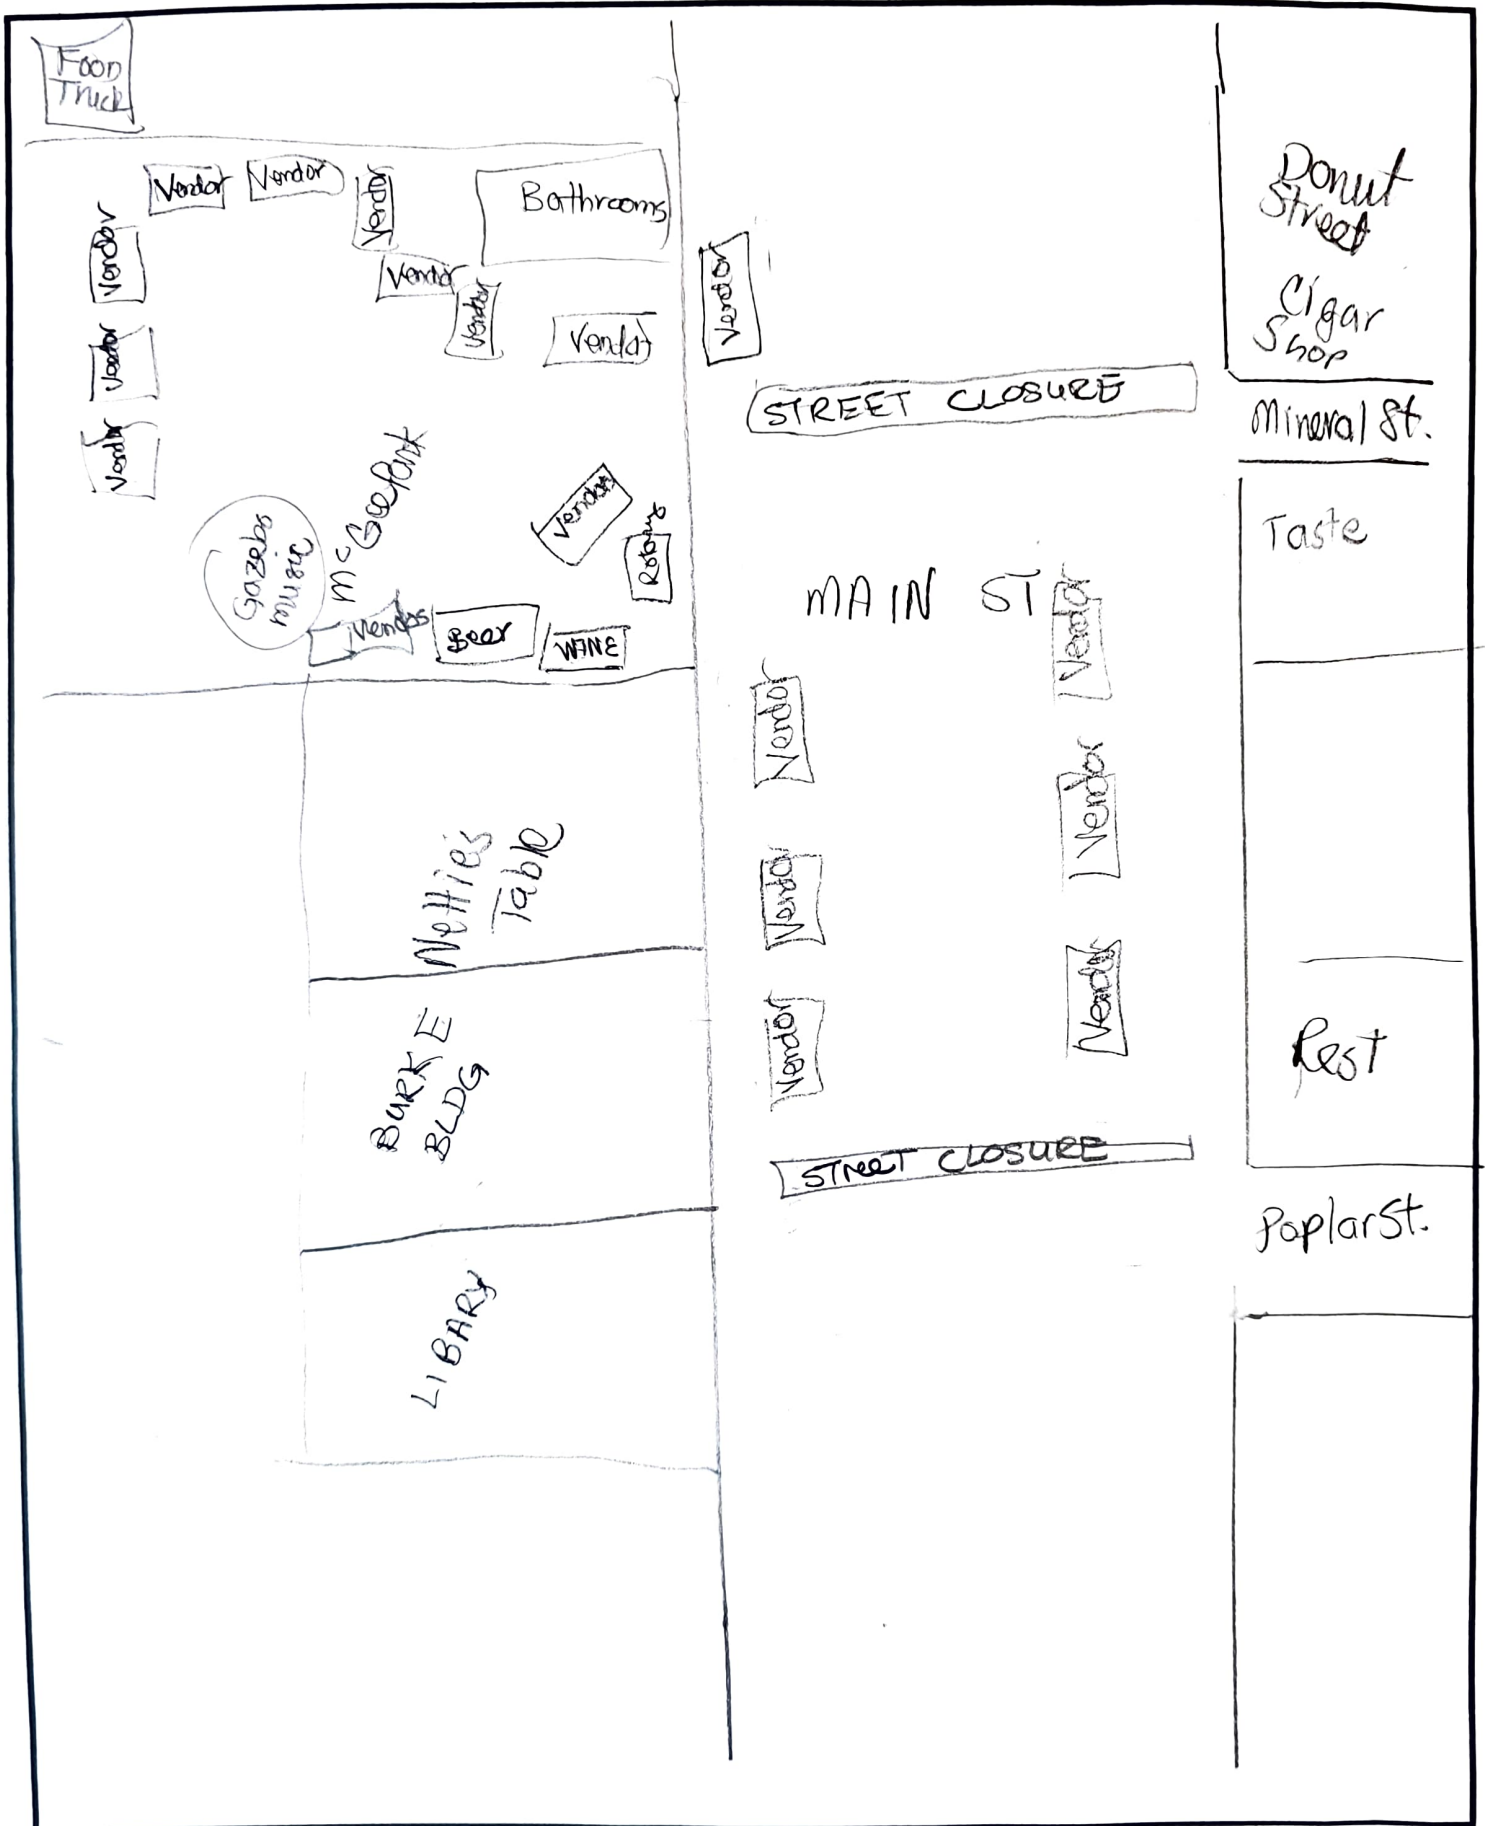 Food
Truck
Vendor
Vendor
Vendor
Bathrooms
Vendor
Vendor
Vendor
Vendor
Vendor
Vendor
Vendor
STREET CLOSURE
Donut
Street
Cigar
Shop
Mineral St.
Taste
McGee Park
Gazebo
music
Vendor
Rotary
Vendors
Beer
WINE
MAIN ST
Vendor
Vendor
Vendor
Vendor
Vendor
Vendor
Nettie's
Table
BURKE
BLDG
Rest
STREET CLOSURE
Poplar St.
LIBARY